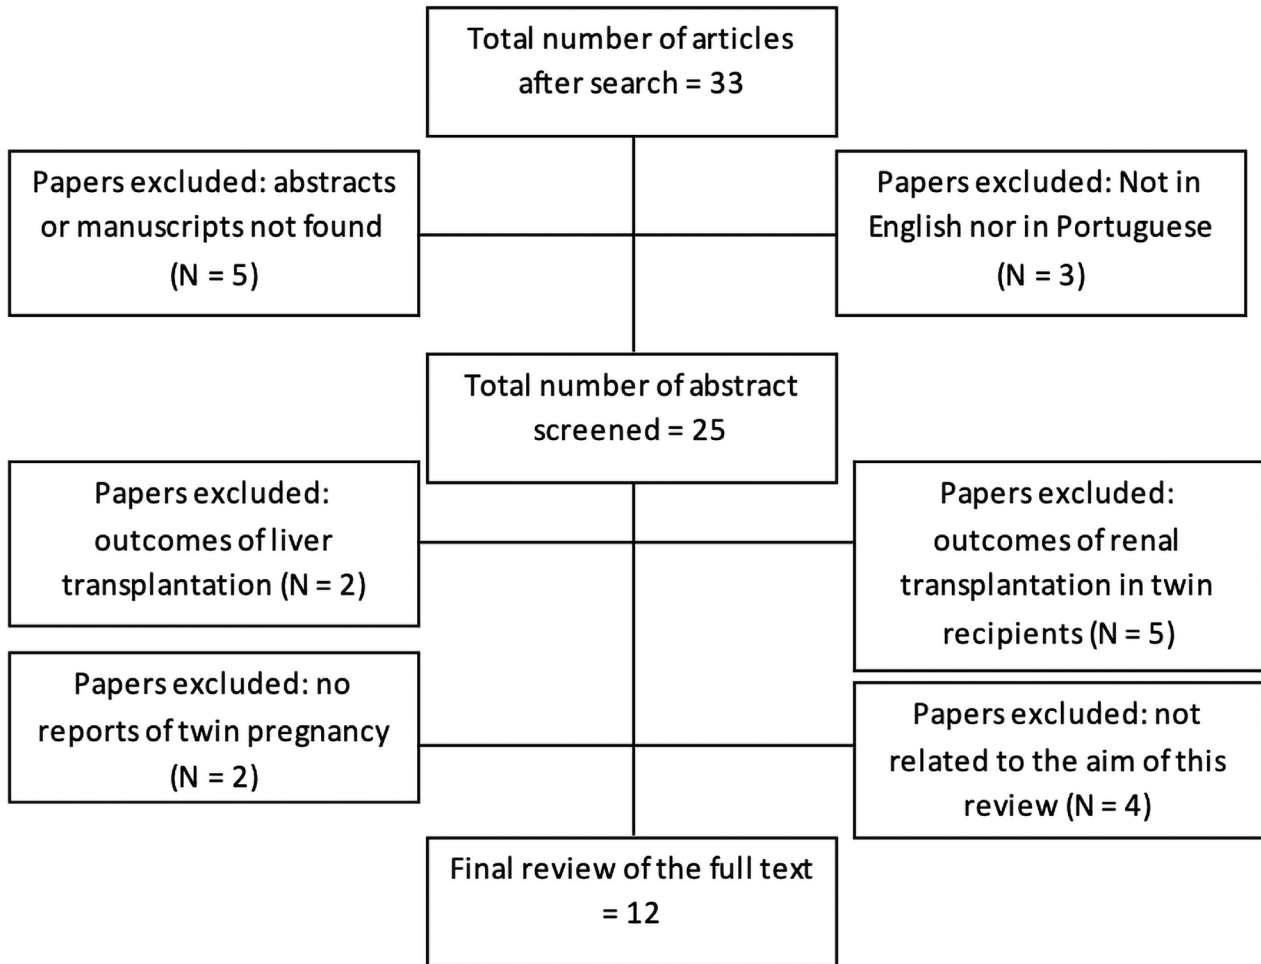 Total number of articles
after search = 33
Papers excluded: abstracts
or manuscripts not found
(N = 5)
Papers excluded: Not in
English nor in Portuguese
(N = 3)
Total number of abstract
screened = 25
Papers excluded:
outcomes of liver
transplantation (N = 2)
Papers excluded:
outcomes of renal
transplantation in twin
recipients (N = 5)
Papers excluded: no
reports of twin pregnancy
(N = 2)
Papers excluded: not
related to the aim of this
review (N = 4)
Final review of the full text
= 12